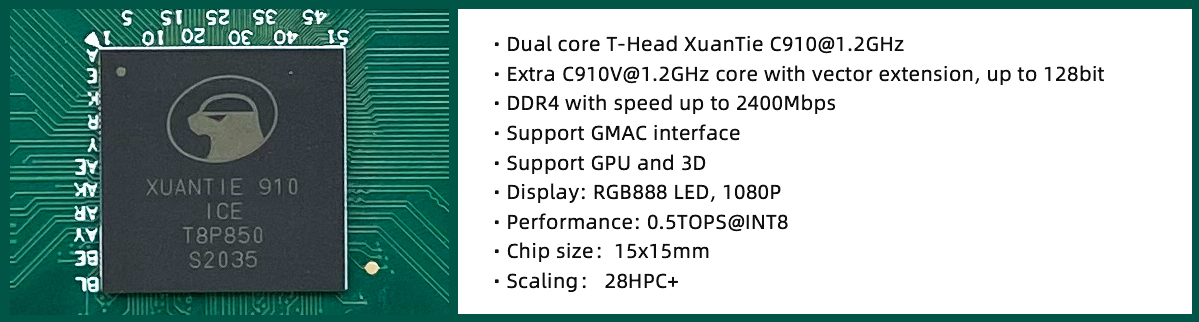 5 15 25 35 45
1 10 20 30 40 51
A
E
K
R
Y
AE
AK
AR
AY
BE
BL
XUANTIE 910
ICE
T8P850
S2035
· Dual core T-Head XuanTie C910@1.2GHz
· Extra C910V@1.2GHz core with vector extension, up to 128bit
· DDR4 with speed up to 2400Mbps
· Support GMAC interface
· Support GPU and 3D
· Display: RGB888 LED, 1080P
· Performance: 0.5TOPS@INT8
· Chip size：15x15mm
· Scaling： 28HPC+